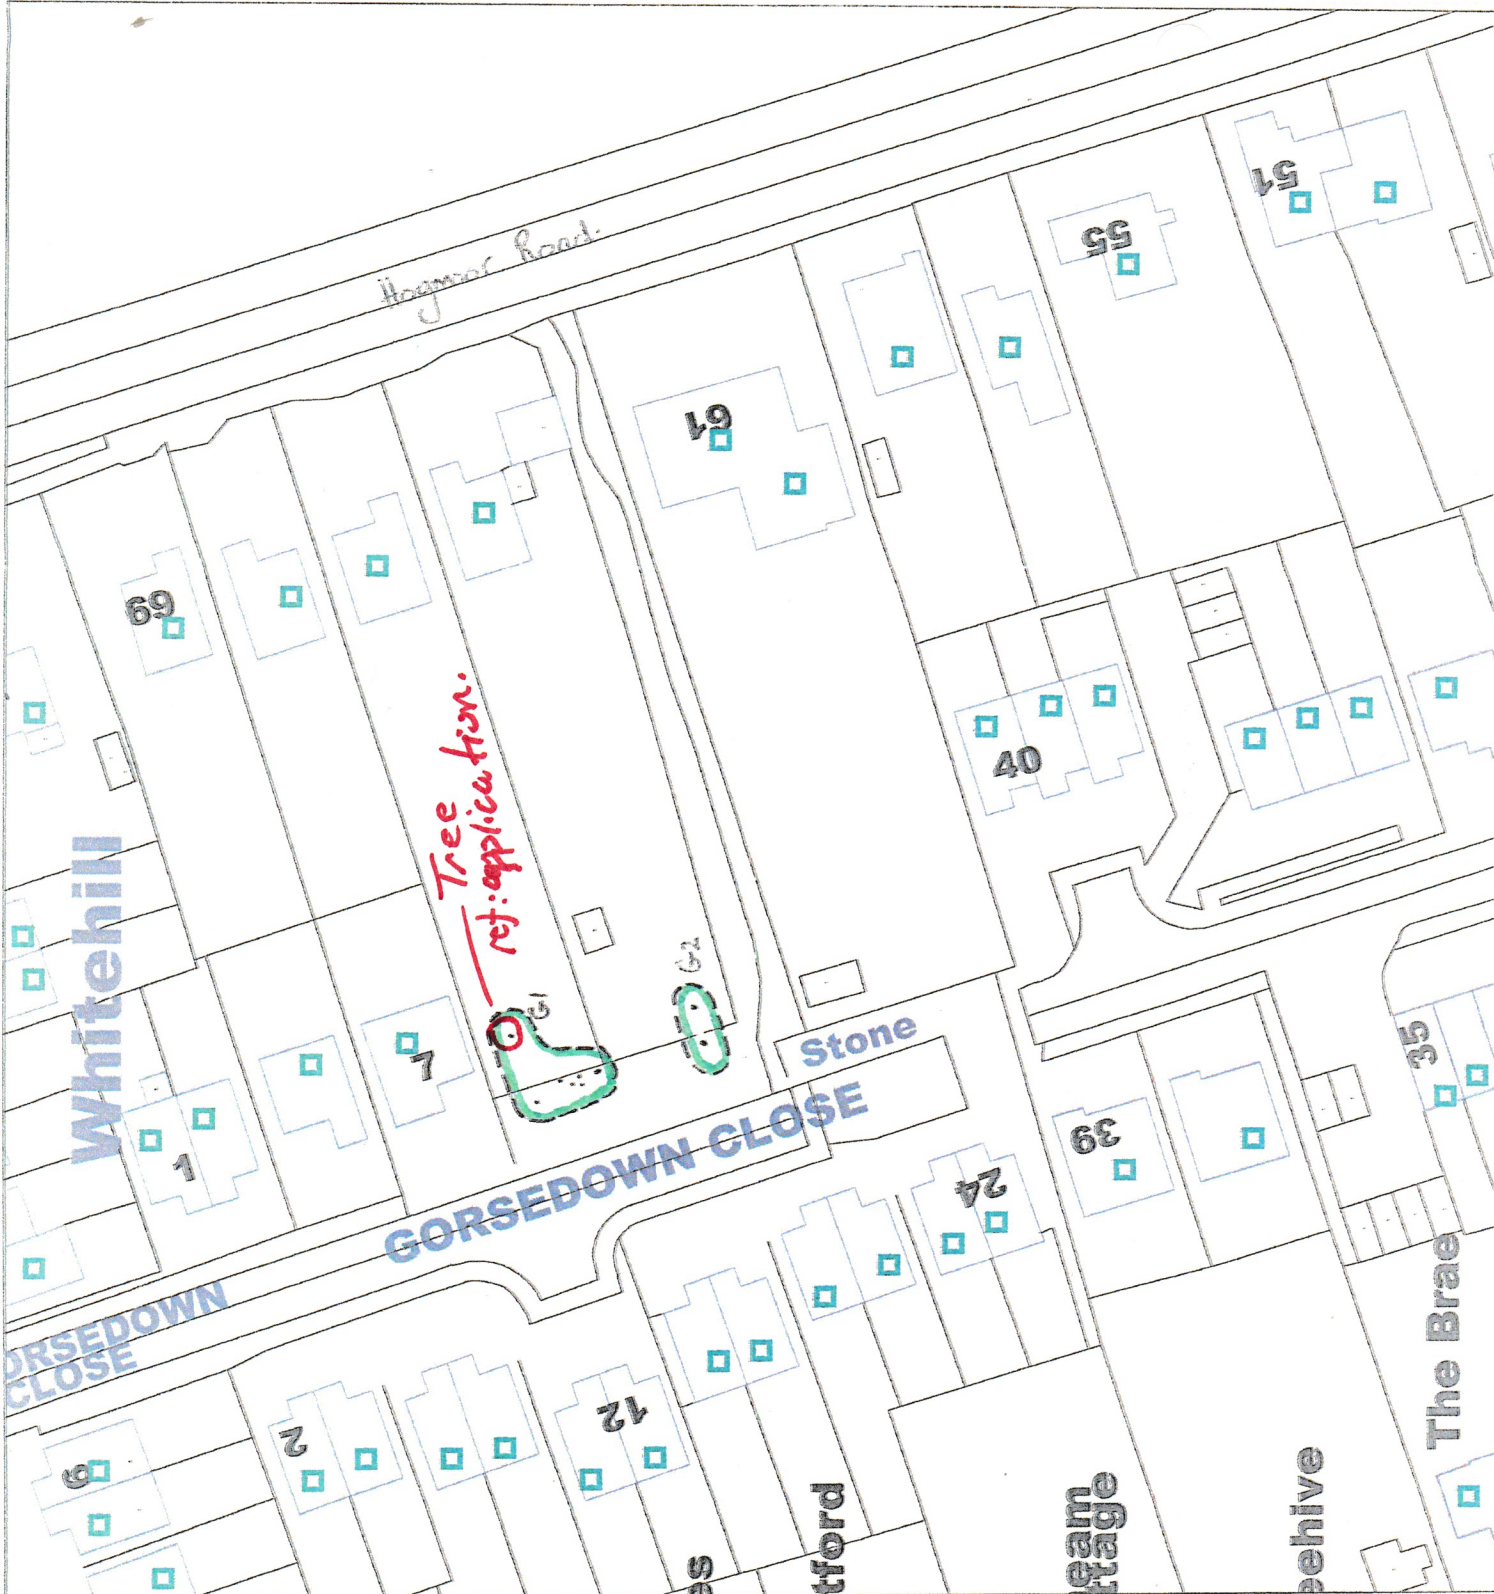 Hogmoor Road.
51
55
61
69
Tree
ref: application.
40
Whitehill
G2
G1
7
Stone
35
GORSEDOWN CLOSE
39
1
24
ORSEDOWN
CLOSE
The Brae
2
12
9
tford
eam
ttage
eehive
es